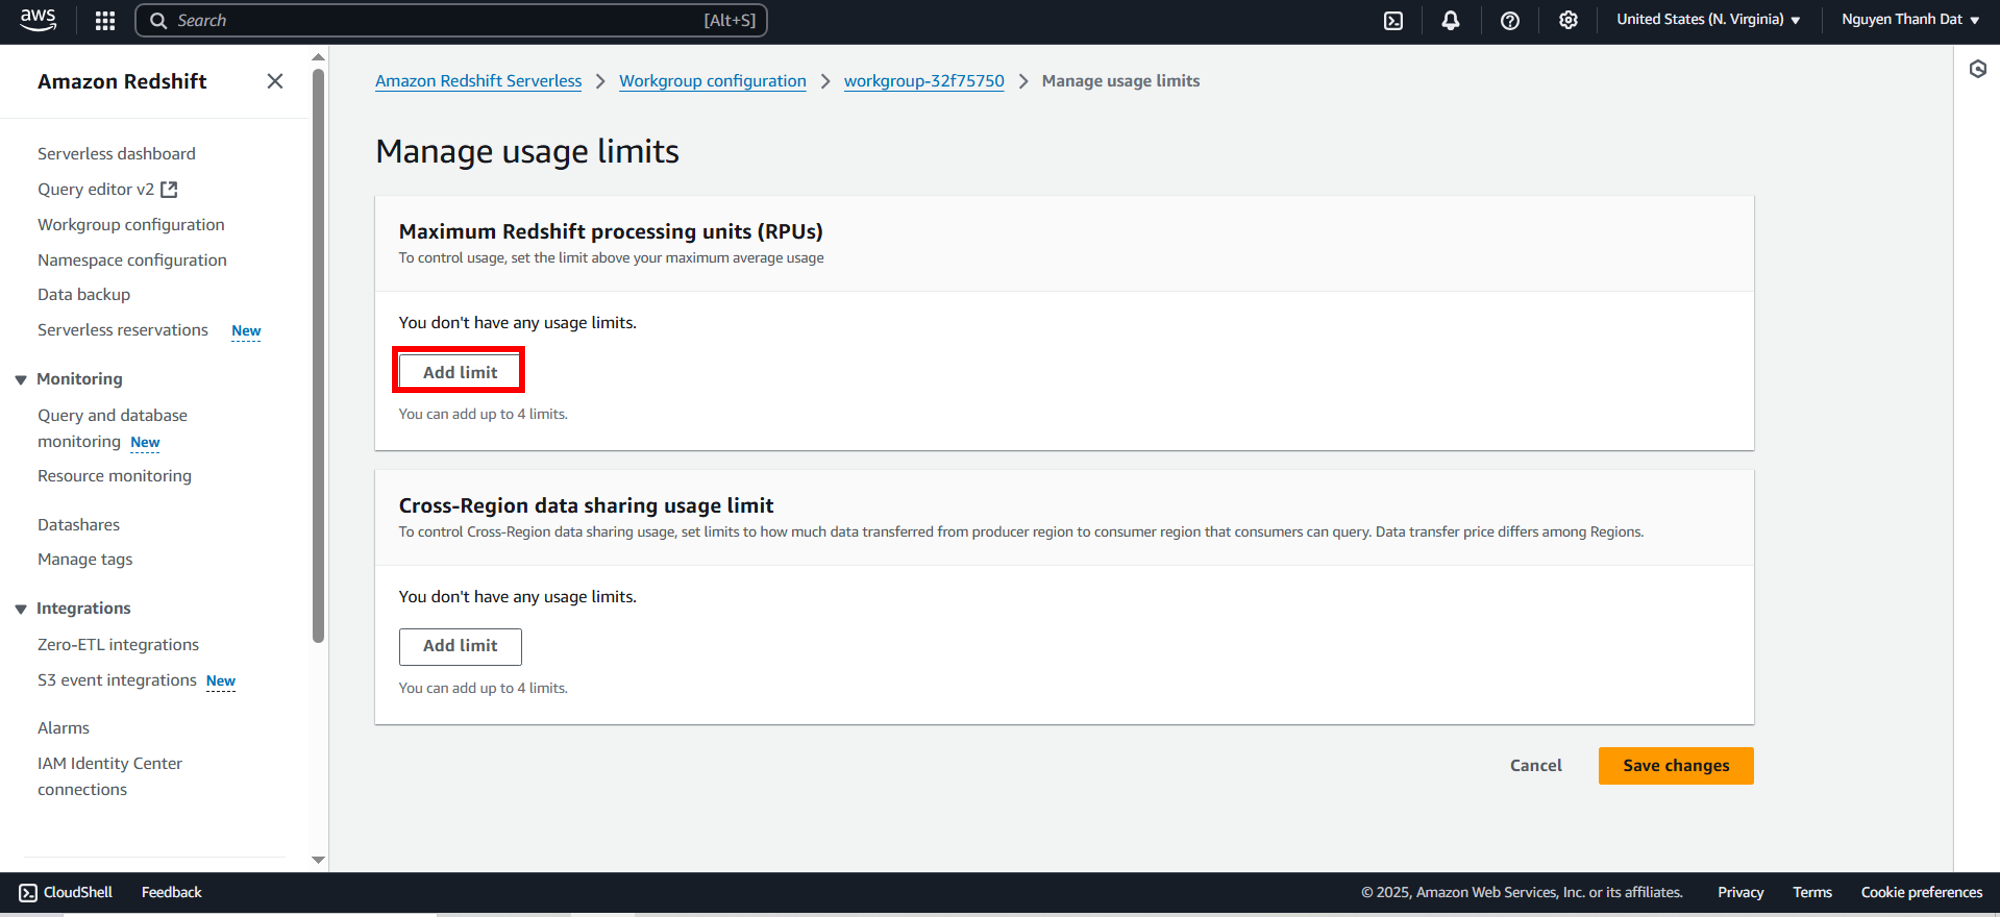 aws
Search
[Alt+S]
United States (N. Virginia)
Nguyen Thanh Dat
Amazon Redshift
Serverless dashboard
Query editor v2
Workgroup configuration
Namespace configuration
Data backup
Serverless reservations New
Monitoring
Query and database
monitoring New
Resource monitoring
Datashares
Manage tags
Integrations
Zero-ETL integrations
S3 event integrations New
Alarms
IAM Identity Center
connections
Amazon Redshift Serverless
Workgroup configuration
workgroup-32f75750
Manage usage limits
Manage usage limits
Maximum Redshift processing units (RPUs)
To control usage, set the limit above your maximum average usage
You don't have any usage limits.
Add limit
You can add up to 4 limits.
Cross-Region data sharing usage limit
To control Cross-Region data sharing usage, set limits to how much data transferred from producer region to consumer region that consumers can query. Data transfer price differs among Regions.
You don't have any usage limits.
Add limit
You can add up to 4 limits.
Cancel
Save changes
CloudShell
Feedback
© 2025, Amazon Web Services, Inc. or its affiliates.
Privacy
Terms
Cookie preferences